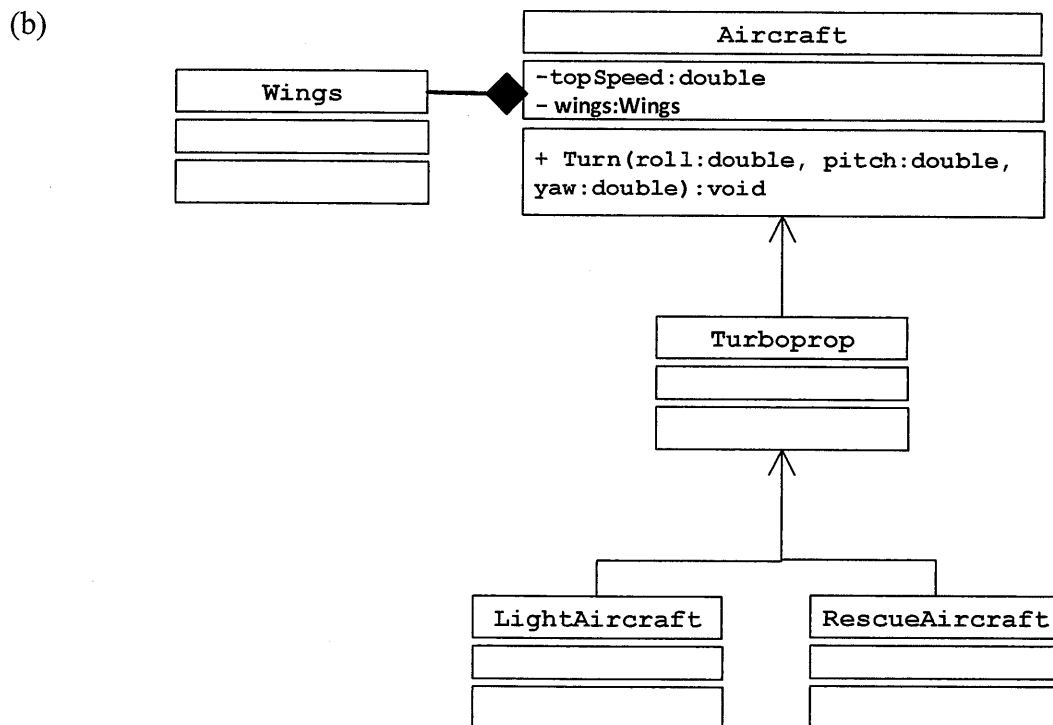 (b)
Aircraft
Wings
-topSpeed:double
- wings:Wings
+ Turn(roll:double, pitch:double,
yaw:double):void
Turboprop
LightAircraft
RescueAircraft